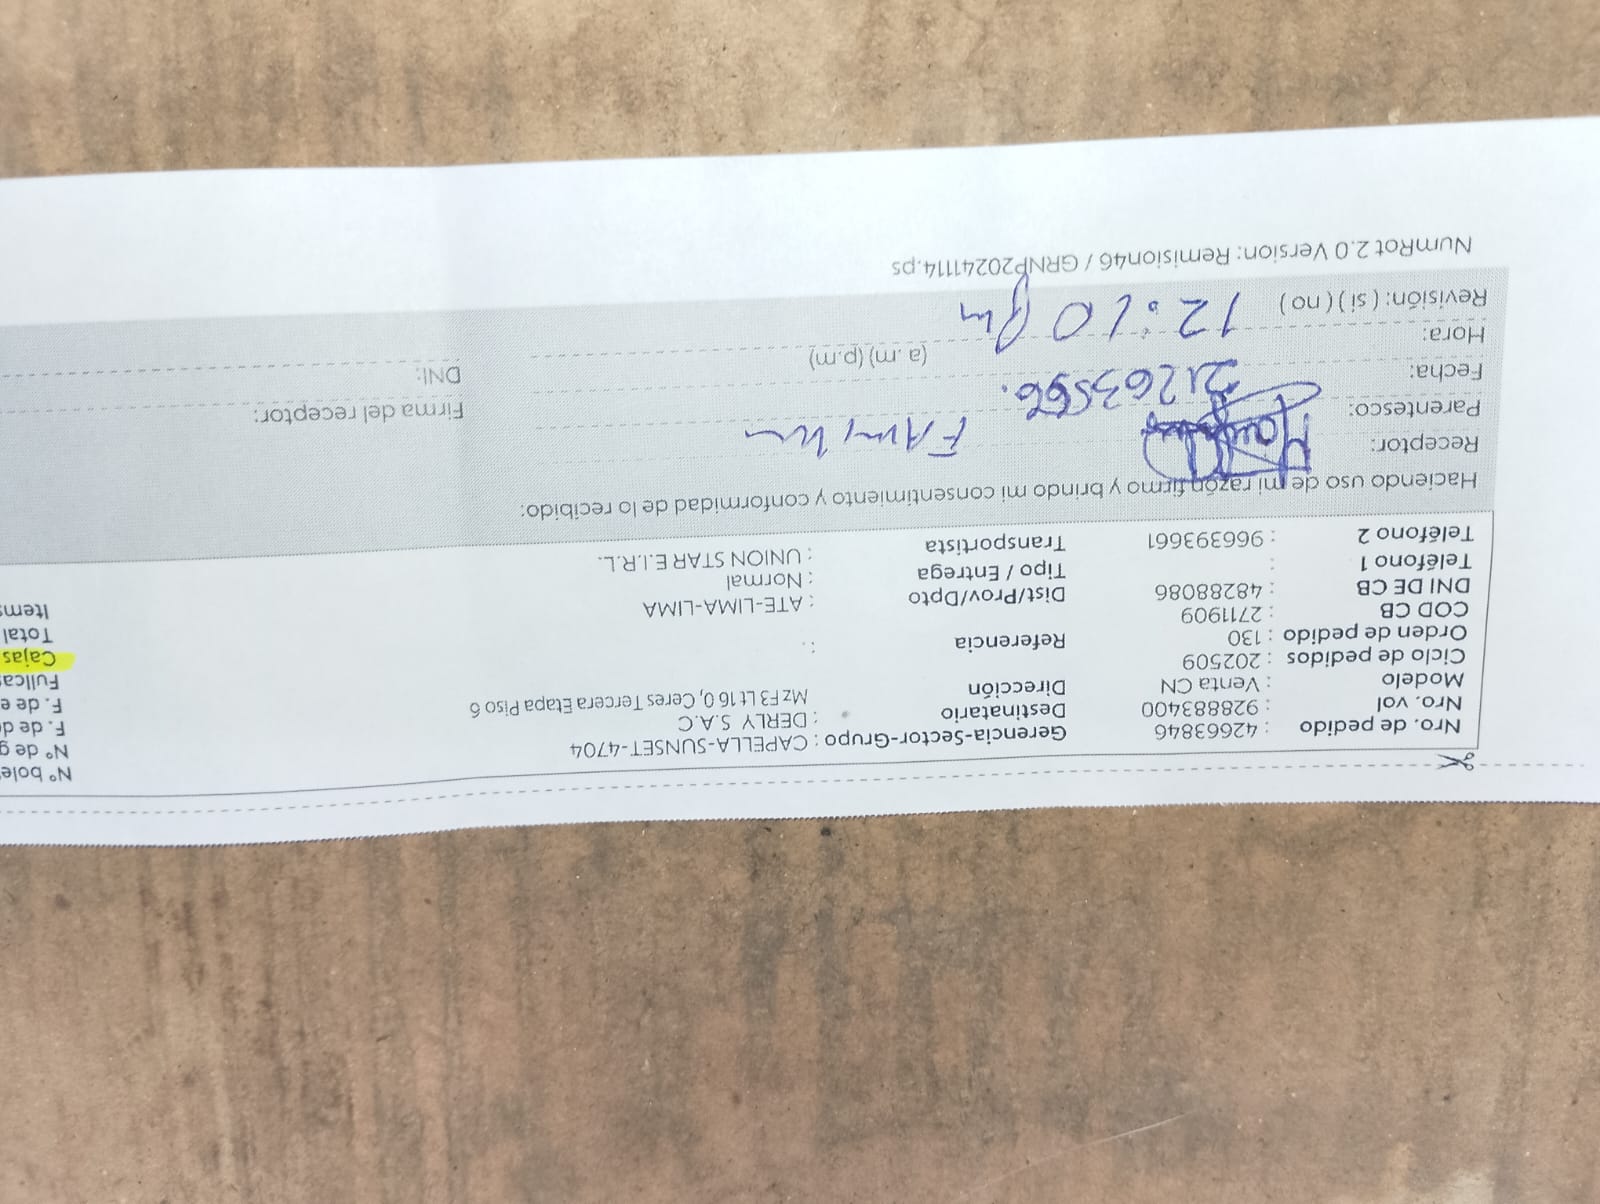 Nro. de pedido : 42663846 Gerencia-Sector-Grupo : CAPELLA-SUNSET-4704 N° bole
Nro. vol : 928883400 Destinatario : DERLY S.A.C N° de g
Modelo : Venta CN Dirección MzF3 Lt 16 0, Ceres Tercera Etapa Piso 6 F. de de
Ciclo de pedidos : 202509 F. de e
Orden de pedido : 130 Referencia : Fullca
COD CB : 2711909 Cajas
DNI DE CB : 48288086 Dist/Prov/Dpto : ATE-LIMA-LIMA Total
Teléfono 1 : Tipo / Entrega : Normal Items
Teléfono 2 : 966393661 Transportista : UNION STAR E.I.R.L.
Haciendo uso de mi razón firmo y brindo mi consentimiento y conformidad de lo recibido:
Receptor:
Parentesco: Firma del receptor:
Fecha: 21263556. DNI:
Hora: (a.m) (p.m)
Revisión: ( si ) ( no ) 12:10 pm
NumRot 2.0 Version: Remision46 / GRNP20241114.ps